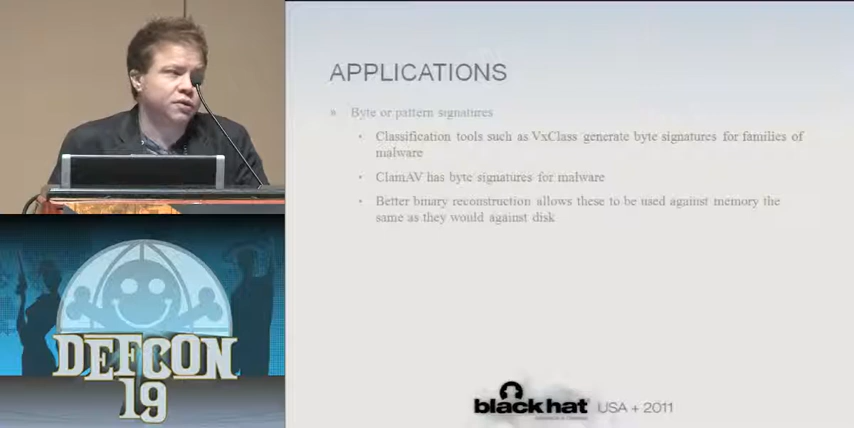 APPLICATIONS
» Byte or pattern signatures
• Classification tools such as VxClass generate byte signatures for families of
malware
• ClamAV has byte signatures for malware
• Better binary reconstruction allows these to be used against memory the
same as they would against disk
DEFCON
19
black hat USA + 2011